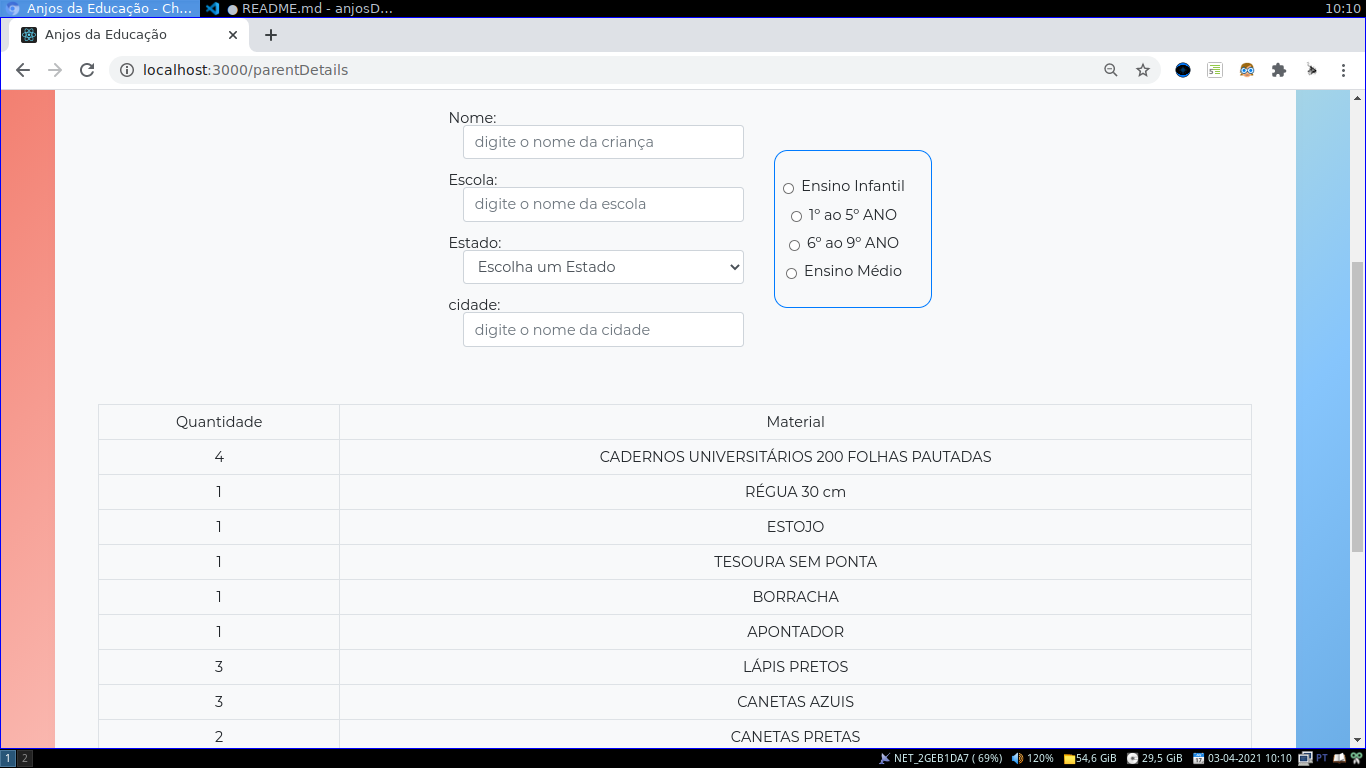 Anjos da Educação - Ch...
README.md - anjosD...
10:10
Anjos da Educação
localhost:3000/parentDetails
Nome:
digite o nome da criança
Escola:
digite o nome da escola
Estado:
Escolha um Estado
cidade:
digite o nome da cidade
Ensino Infantil
1º ao 5º ANO
6º ao 9º ANO
Ensino Médio
Quantidade Material
4 CADERNOS UNIVERSITÁRIOS 200 FOLHAS PAUTADAS
1 RÉGUA 30 cm
1 ESTOJO
1 TESOURA SEM PONTA
1 BORRACHA
1 APONTADOR
3 LÁPIS PRETOS
3 CANETAS AZUIS
2 CANETAS PRETAS
1 2 NET_2GEB1DA7 ( 69%) 120% 54,6 GiB 29,5 GiB 03-04-2021 10:10 PT